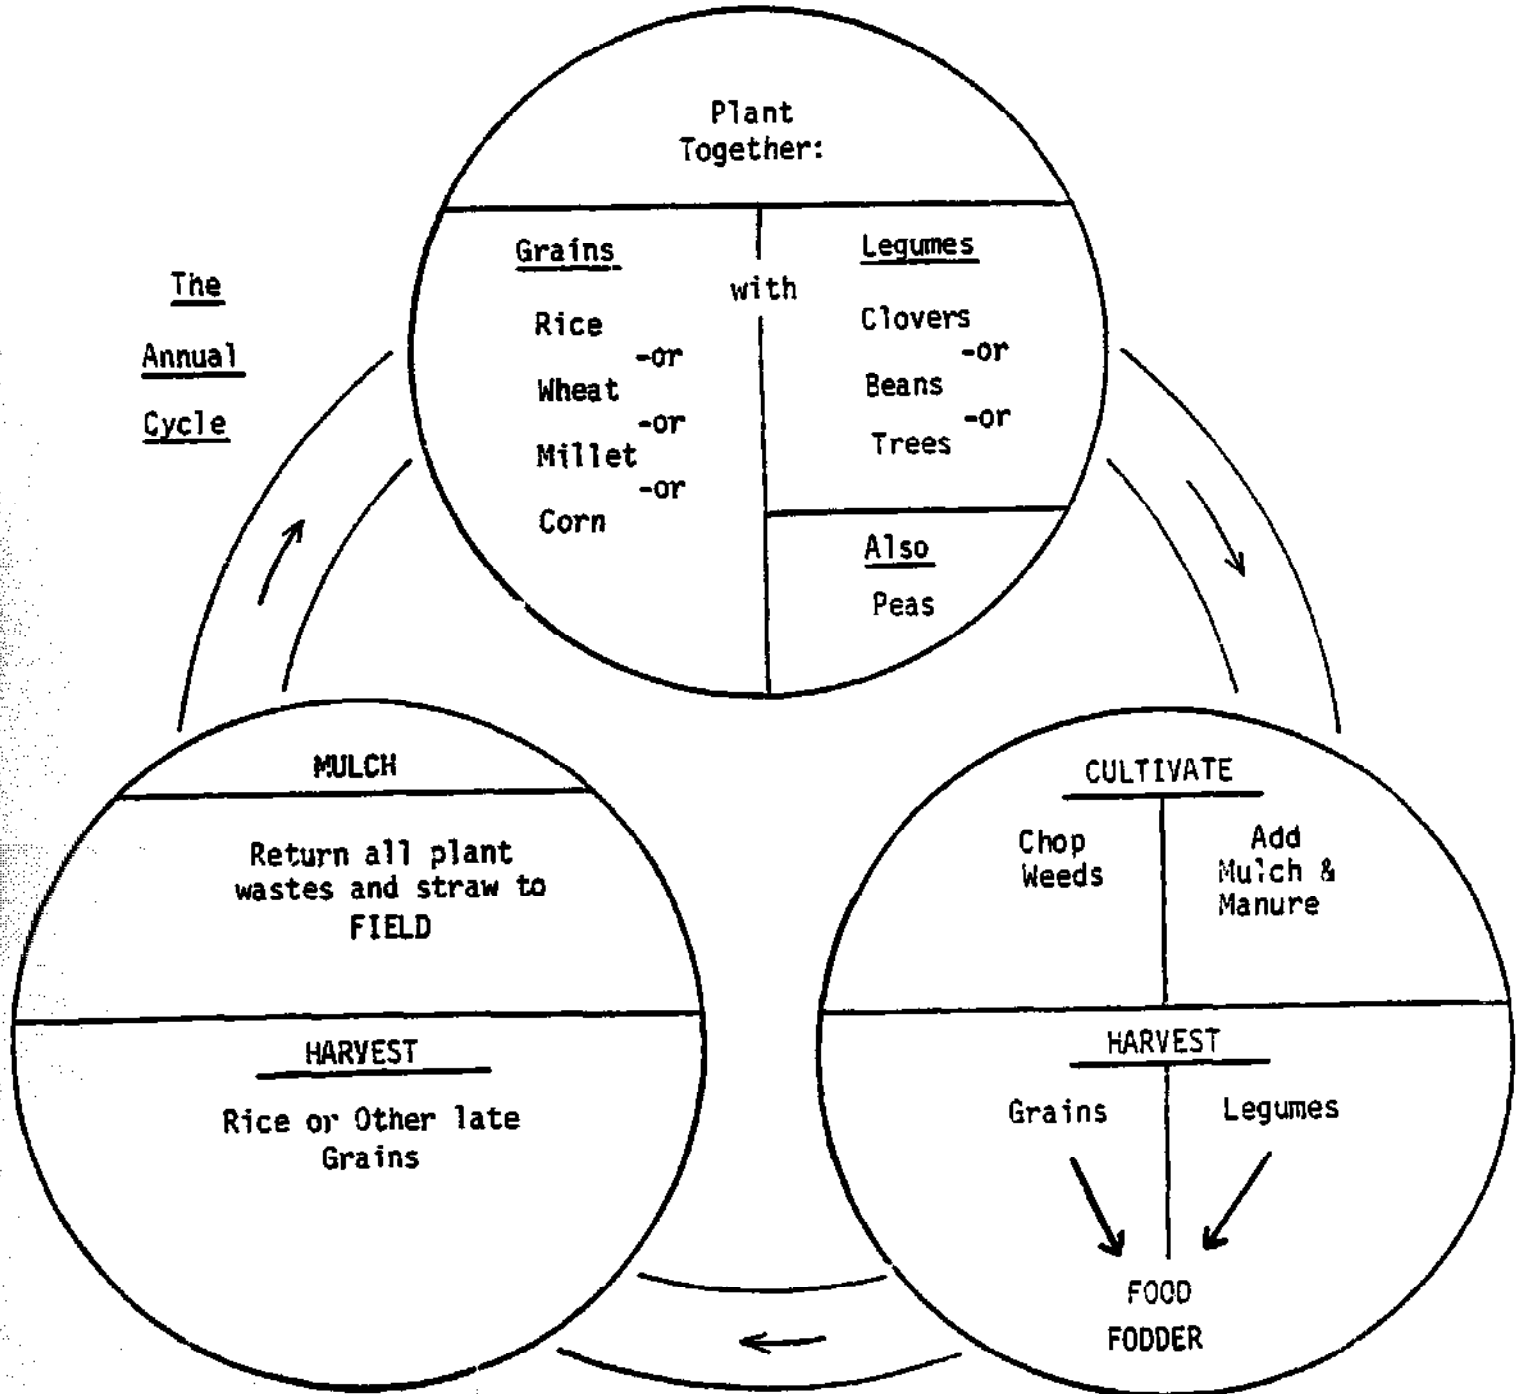 The
Annual
Cycle
Plant
Together:
Grains
with
Legumes
Rice
-or
Wheat
-or
Millet
-or
Corn
Clovers
-or
Beans
-or
Trees
Also
Peas
CULTIVATE
Chop
Weeds
Add
Mulch &
Manure
HARVEST
Grains
Legumes
FOOD
FODDER
MULCH
Return all plant
wastes and straw to
FIELD
HARVEST
Rice or Other late
Grains